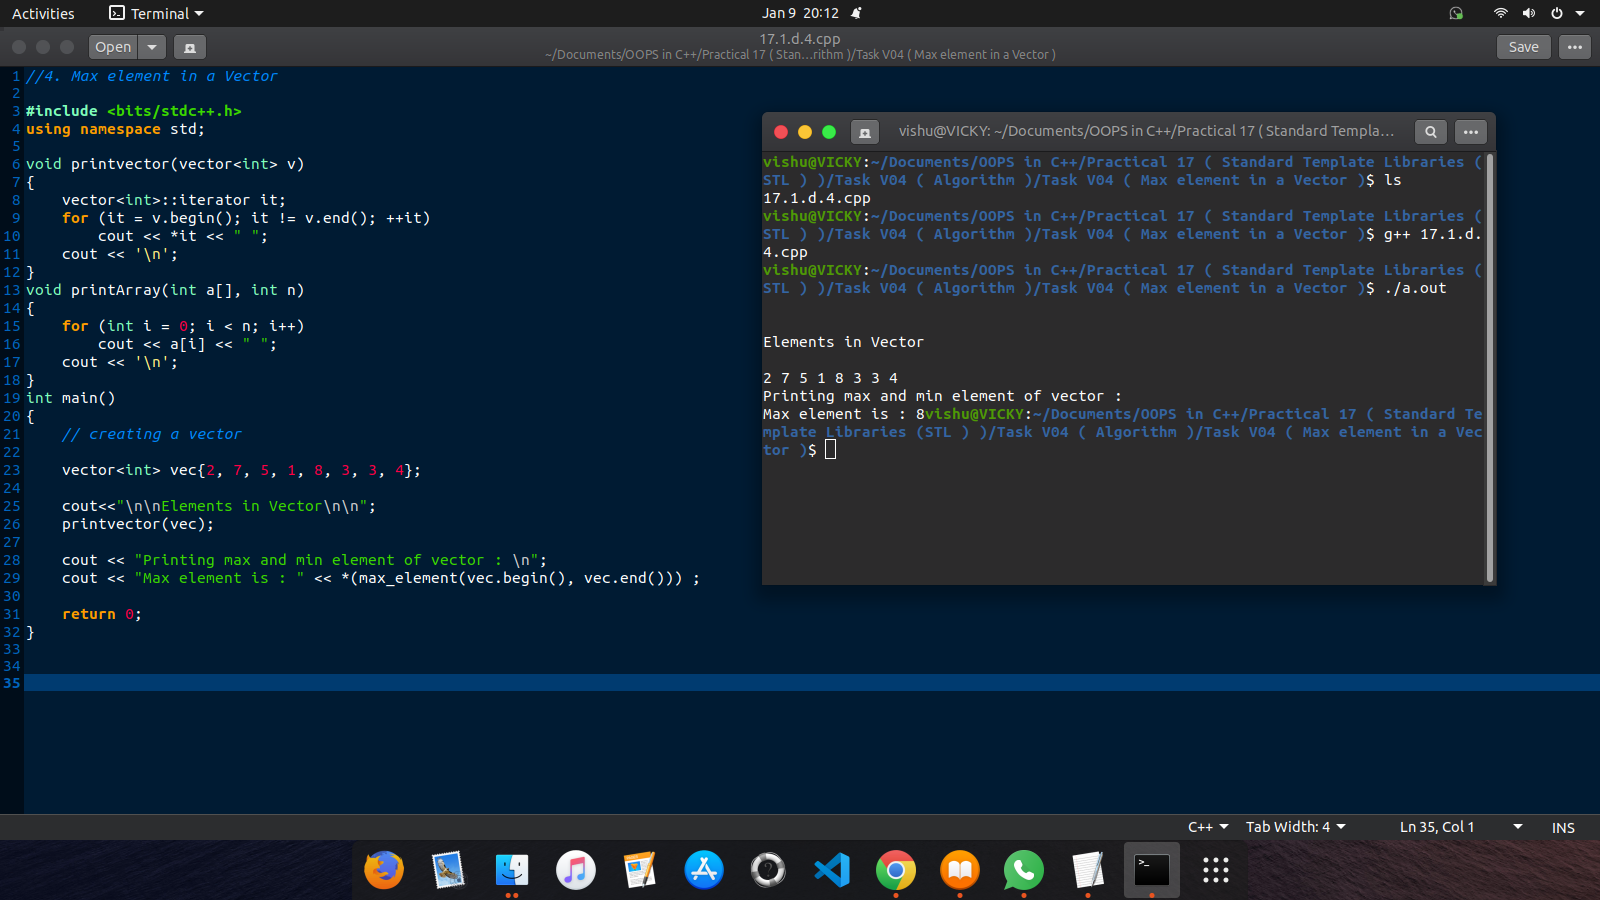 Activities
Terminal
Jan 9 20:12
Open
17.1.d.4.cpp
~/Documents/OOPS in C++/Practical 17 ( Stan...rithm )/Task V04 ( Max element in a Vector )
Save
1 //4. Max element in a Vector
2
3 #include <bits/stdc++.h>
4 using namespace std;
5
6 void printvector(vector<int> v)
7 {
8     vector<int>::iterator it;
9     for (it = v.begin(); it != v.end(); ++it)
10         cout << *it << " ";
11     cout << '\n';
12 }
13 void printArray(int a[], int n)
14 {
15     for (int i = 0; i < n; i++)
16         cout << a[i] << " ";
17     cout << '\n';
18 }
19 int main()
20 {
21     // creating a vector
22
23     vector<int> vec{2, 7, 5, 1, 8, 3, 3, 4};
24
25     cout<<"\n\nElements in Vector\n\n";
26     printvector(vec);
27
28     cout << "Printing max and min element of vector : \n";
29     cout << "Max element is : " << *(max_element(vec.begin(), vec.end())) ;
30
31     return 0;
32 }
33
34
35
vishu@VICKY: ~/Documents/OOPS in C++/Practical 17 ( Standard Templa...
vishu@VICKY:~/Documents/OOPS in C++/Practical 17 ( Standard Template Libraries (
STL ) )/Task V04 ( Algorithm )/Task V04 ( Max element in a Vector )$ ls
17.1.d.4.cpp
vishu@VICKY:~/Documents/OOPS in C++/Practical 17 ( Standard Template Libraries (
STL ) )/Task V04 ( Algorithm )/Task V04 ( Max element in a Vector )$ g++ 17.1.d.
4.cpp
vishu@VICKY:~/Documents/OOPS in C++/Practical 17 ( Standard Template Libraries (
STL ) )/Task V04 ( Algorithm )/Task V04 ( Max element in a Vector )$ ./a.out
Elements in Vector
2 7 5 1 8 3 3 4
Printing max and min element of vector :
Max element is : 8vishu@VICKY:~/Documents/OOPS in C++/Practical 17 ( Standard Te
mplate Libraries (STL ) )/Task V04 ( Algorithm )/Task V04 ( Max element in a Vec
tor )$
C++
Tab Width: 4
Ln 35, Col 1
INS